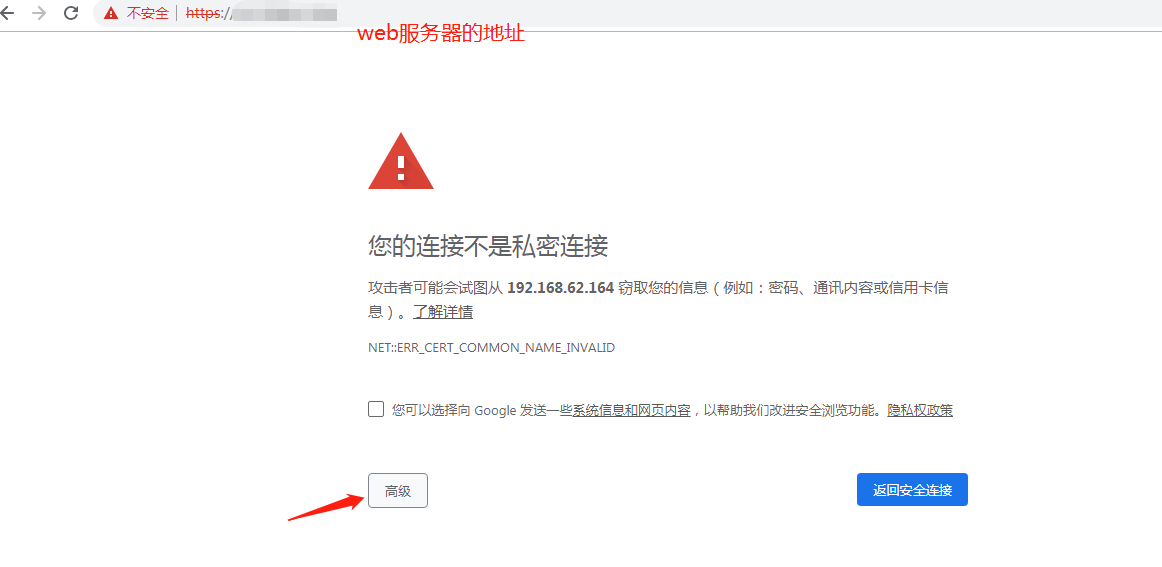 不安全 https://
web服务器的地址
您的连接不是私密连接
攻击者可能会试图从 192.168.62.164 窃取您的信息（例如：密码、通讯内容或信用卡信
息）。了解详情
NET::ERR_CERT_COMMON_NAME_INVALID
您可以选择向 Google 发送一些系统信息和网页内容，以帮助我们改进安全浏览功能。隐私权政策
高级 返回安全连接